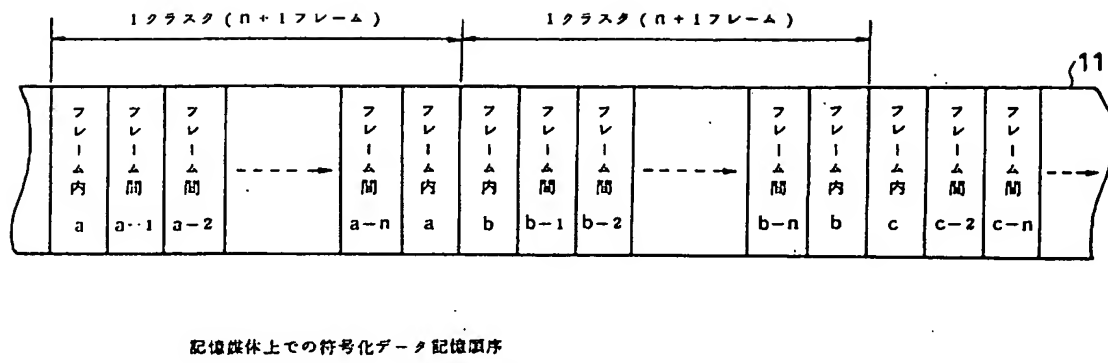 1クラスタ(n+1フレーム)
1クラスタ(n+1フレーム)
11
フレーム内 a
フレーム間 a-1
フレーム間 a-2
フレーム間 a-n
フレーム内 a
フレーム内 b
フレーム間 b-1
フレーム間 b-2
フレーム間 b-n
フレーム内 b
フレーム内 c
フレーム間 c-2
フレーム間 c-n
記憶媒体上での符号化データ記憶順序